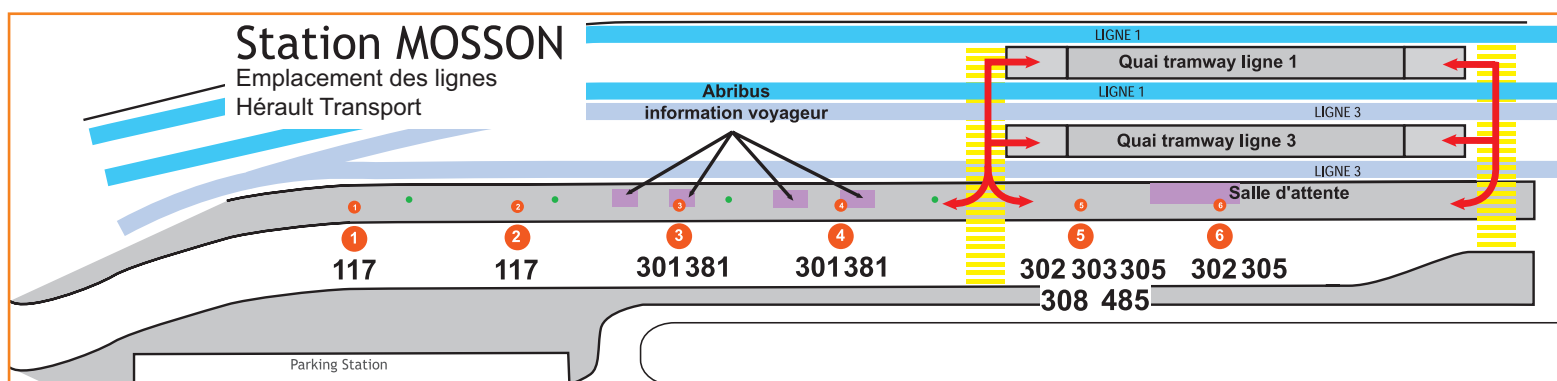 Station MOSSON
Emplacement des lignes
Hérault Transport
LIGNE 1
Quai tramway ligne 1
LIGNE 1
Abribus
information voyageur
LIGNE 3
Quai tramway ligne 3
LIGNE 3
Salle d'attente
1 2 3 4 5 6
1 2 3 4 5 6
117 117 301 381 301 381 302 303 305 302 305
308 485
Parking Station